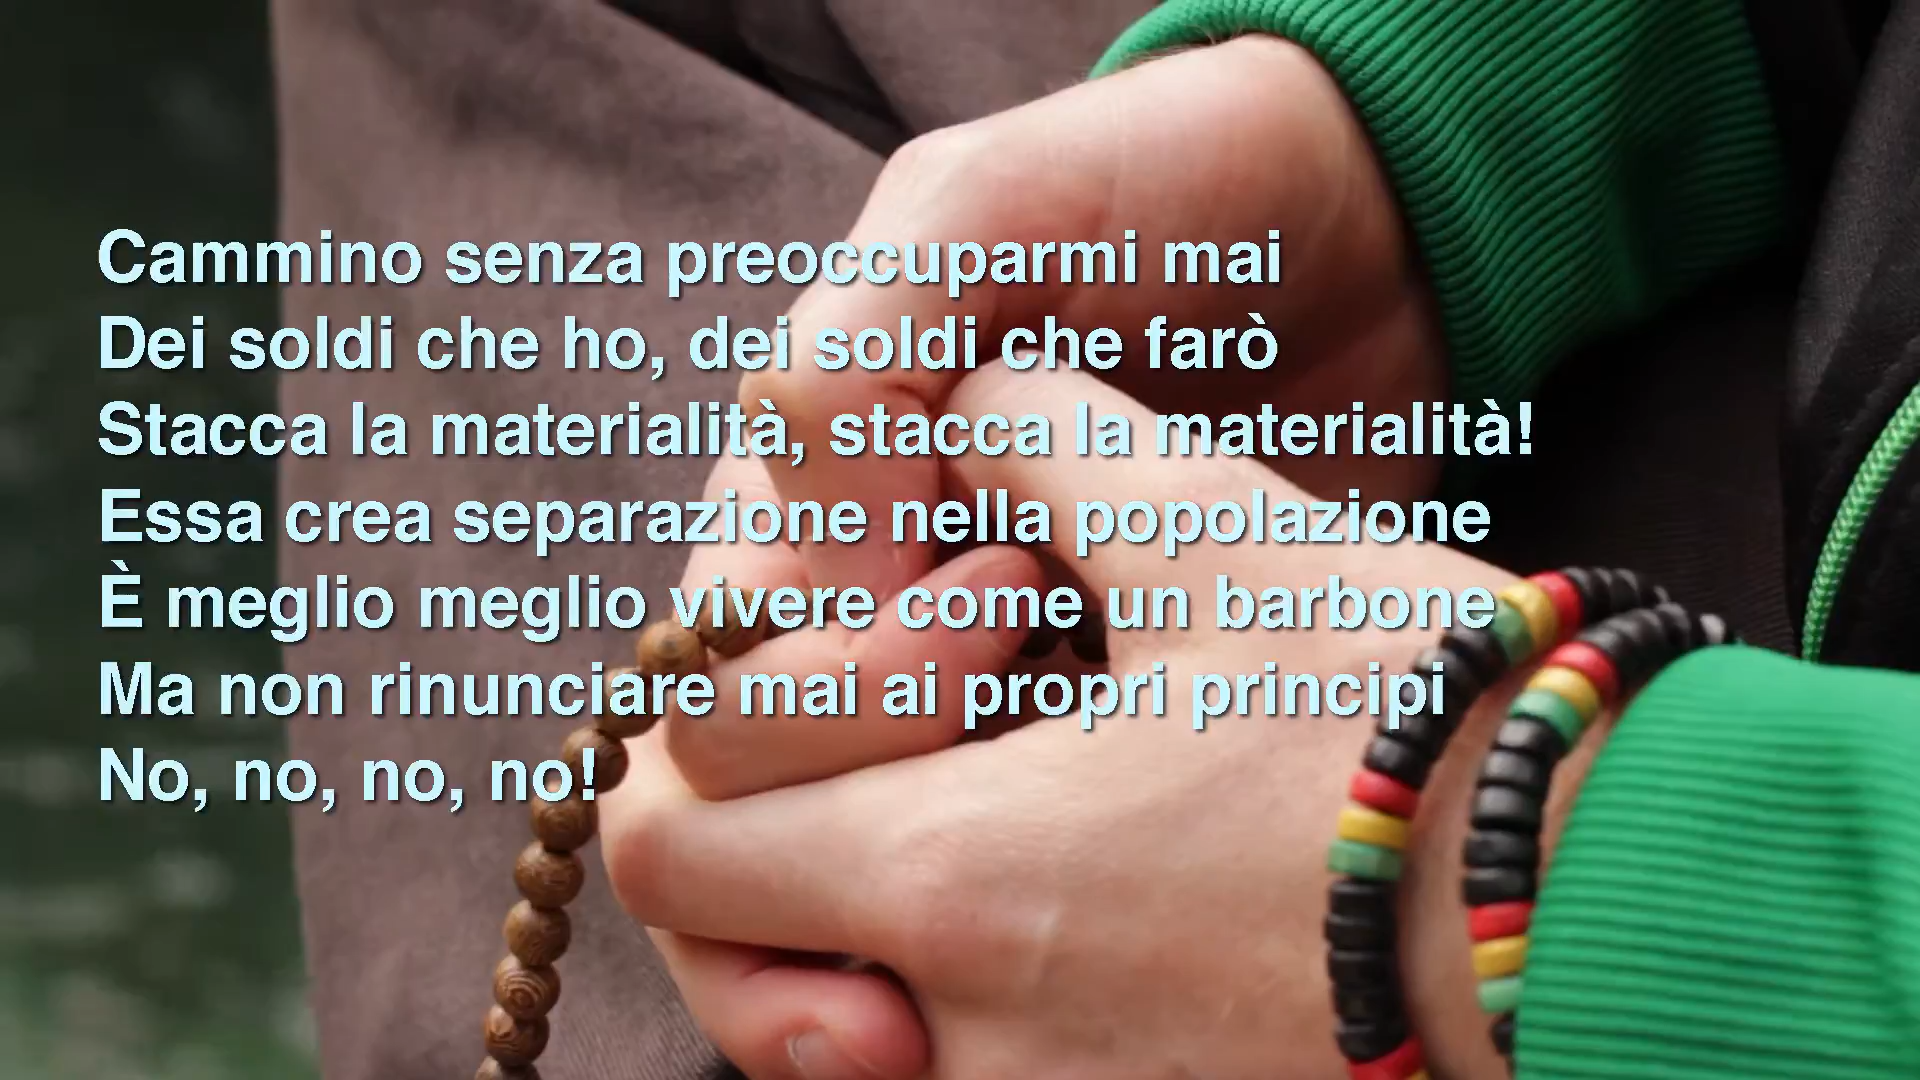 Cammino senza preoccuparmi mai
Dei soldi che ho, dei soldi che farò
Stacca la materialità, stacca la materialità!
Essa crea separazione nella popolazione
È meglio meglio vivere come un barbone
Ma non rinunciare mai ai propri principi
No, no, no, no!